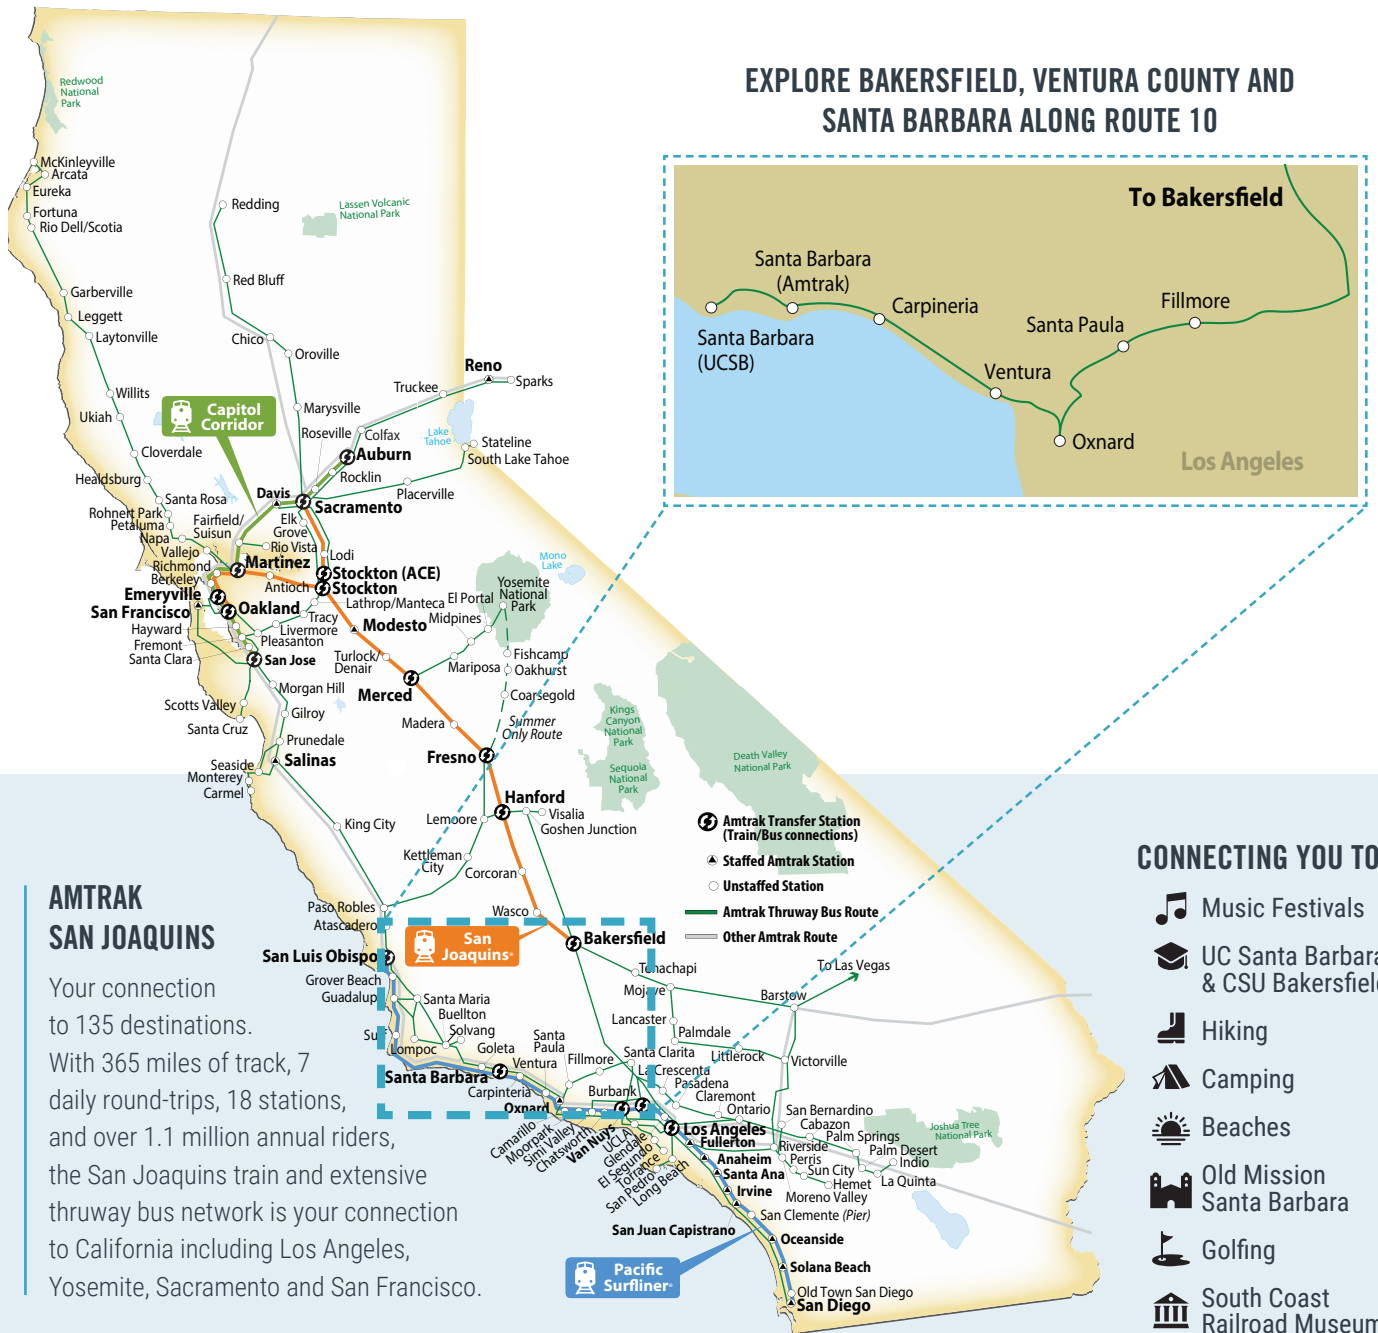 EXPLORE BAKERSFIELD, VENTURA COUNTY AND
SANTA BARBARA ALONG ROUTE 10
To Bakersfield
Santa Barbara
(Amtrak)
Carpineria
Fillmore
Santa Paula
Santa Barbara
(UCSB)
Ventura
Oxnard
Los Angeles
Redwood
National
Park
McKinleyville
Arcata
Eureka
Fortuna
Rio Dell/Scotia
Redding
Lassen Volcanic
National Park
Red Bluff
Garberville
Leggett
Laytonville
Chico
Oroville
Reno
Sparks
Truckee
Willits
Ukiah
Capitol
Corridor
Marysville
Roseville
Colfax
Lake
Tahoe
Stateline
South Lake Tahoe
Auburn
Rocklin
Cloverdale
Healdsburg
Placerville
Santa Rosa
Davis
Sacramento
Rohnert Park
Petaluma
Napa
Fairfield/
Suisun
Elk
Grove
Rio Vista
Lodi
Vallejo
Richmond
Berkeley
Martinez
Antioch
Stockton (ACE)
Stockton
Mono
Lake
Yosemite
National
Park
El Portal
Emeryville
San Francisco
Oakland
Lathrop/Manteca
Midpines
Tracy
Livermore
Pleasanton
Modesto
Hayward
Fremont
Santa Clara
San Jose
Turlock/
Denair
Mariposa
Fishcamp
Oakhurst
Merced
Coarsegold
Morgan Hill
Scotts Valley
Gilroy
Santa Cruz
Madera
Summer
Only Route
Kings
Canyon
National
Park
Prunedale
Salinas
Fresno
Sequoia
National
Park
Death Valley
National Park
Seaside
Monterey
Carmel
Hanford
Lemoore
Visalia
Goshen Junction
King City
Kettleman
City
Corcoran
Amtrak Transfer Station
(Train/Bus connections)
Staffed Amtrak Station
Unstaffed Station
Amtrak Thruway Bus Route
Other Amtrak Route
Paso Robles
Atascadero
Wasco
San
Joaquins®
Bakersfield
San Luis Obispo
Grover Beach
Guadalup
Tehachapi
Mojave
To Las Vegas
Barstow
Santa Maria
Buellton
Solvang
Lancaster
Palmdale
Surf
Lompoc
Goleta
Santa
Paula
Fillmore
Santa Clarita
Littlerock
Victorville
Ventura
La Crescenta
Pasadena
Santa Barbara
Carpinteria
Burbank
Claremont
Ontario
Oxnard
San Bernardino
Cabazon
Palm Springs
Joshua Tree
National Park
Camarillo
Moorpark
Simi Valley
Chatsworth
Van Nuys
UCLA
Glendale
El Segundo
Torrance
San Pedro
Long Beach
Los Angeles
Fullerton
Anaheim
Santa Ana
Irvine
Riverside
Perris
Palm Desert
Indio
Sun City
Hemet
La Quinta
Moreno Valley
San Clemente (Pier)
San Juan Capistrano
Oceanside
Pacific
Surfliner®
Solana Beach
Old Town San Diego
San Diego
AMTRAK
SAN JOAQUINS
Your connection
to 135 destinations.
With 365 miles of track, 7
daily round-trips, 18 stations,
and over 1.1 million annual riders,
the San Joaquins train and extensive
thruway bus network is your connection
to California including Los Angeles,
Yosemite, Sacramento and San Francisco.
CONNECTING YOU TO
Music Festivals
UC Santa Barbara
& CSU Bakersfield
Hiking
Camping
Beaches
Old Mission
Santa Barbara
Golfing
South Coast
Railroad Museum